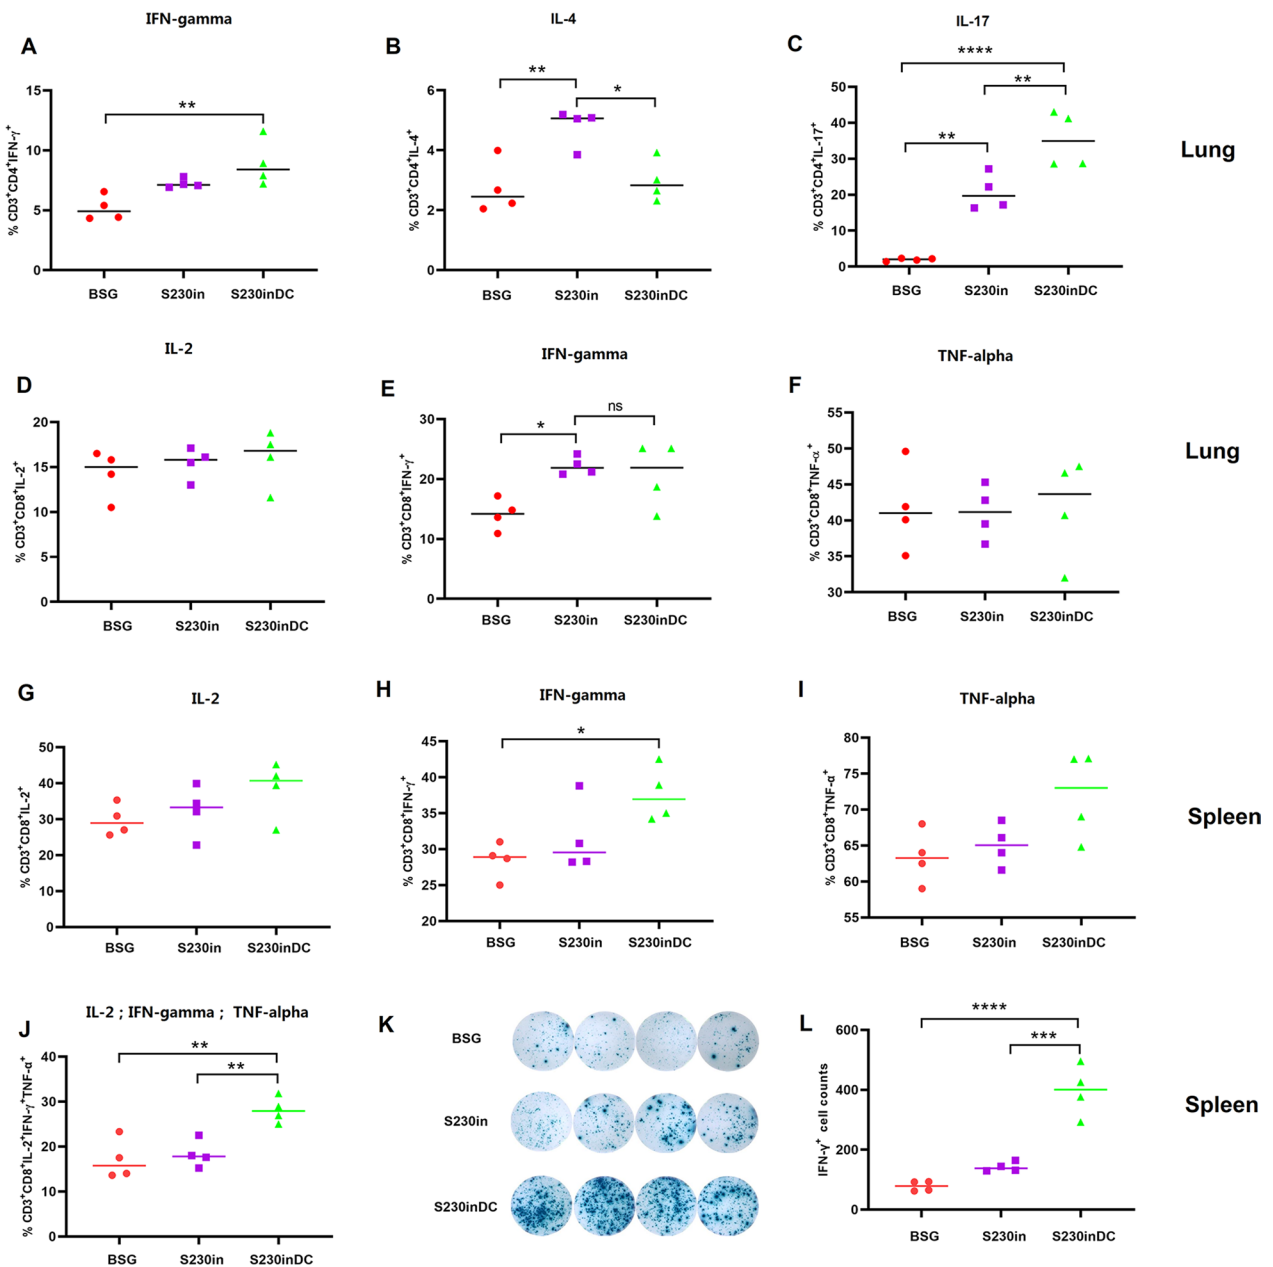 IFN-gamma IL-4 IL-17
A B C
** ** * **** ** **
15 10 5 0
% CD3+CD4+IFN-γ+
BSG S230in S230inDC
6 4 2 0
% CD3+CD4+IL-4+
BSG S230in S230inDC
50 40 30 20 10 0
% CD3+CD4+IL-17+
BSG S230in S230inDC
Lung
IL-2 IFN-gamma TNF-alpha
D E F
* ns
20 15 10 5 0
% CD3+CD8+IL-2+
BSG S230in S230inDC
30 20 10 0
% CD3+CD8+IFN-γ+
BSG S230in S230inDC
55 50 45 40 35 30
% CD3+CD8+TNF-α+
BSG S230in S230inDC
Lung
G H I
IL-2 IFN-gamma TNF-alpha
*
50 40 30 20 10 0
% CD3+CD8+IL-2+
BSG S230in S230inDC
45 40 35 30 25 20
% CD3+CD8+IFN-γ+
BSG S230in S230inDC
80 75 70 65 60 55
% CD3+CD8+TNF-α+
BSG S230in S230inDC
Spleen
IL-2 ; IFN-gamma ; TNF-alpha
J K L
** ** **** ***
40 30 20 10 0
% CD3+CD8+IL-2+IFN-γ+TNF-α+
BSG S230in S230inDC
BSG
S230in
S230inDC
600 400 200 0
IFN-γ+ cell counts
BSG S230in S230inDC
Spleen